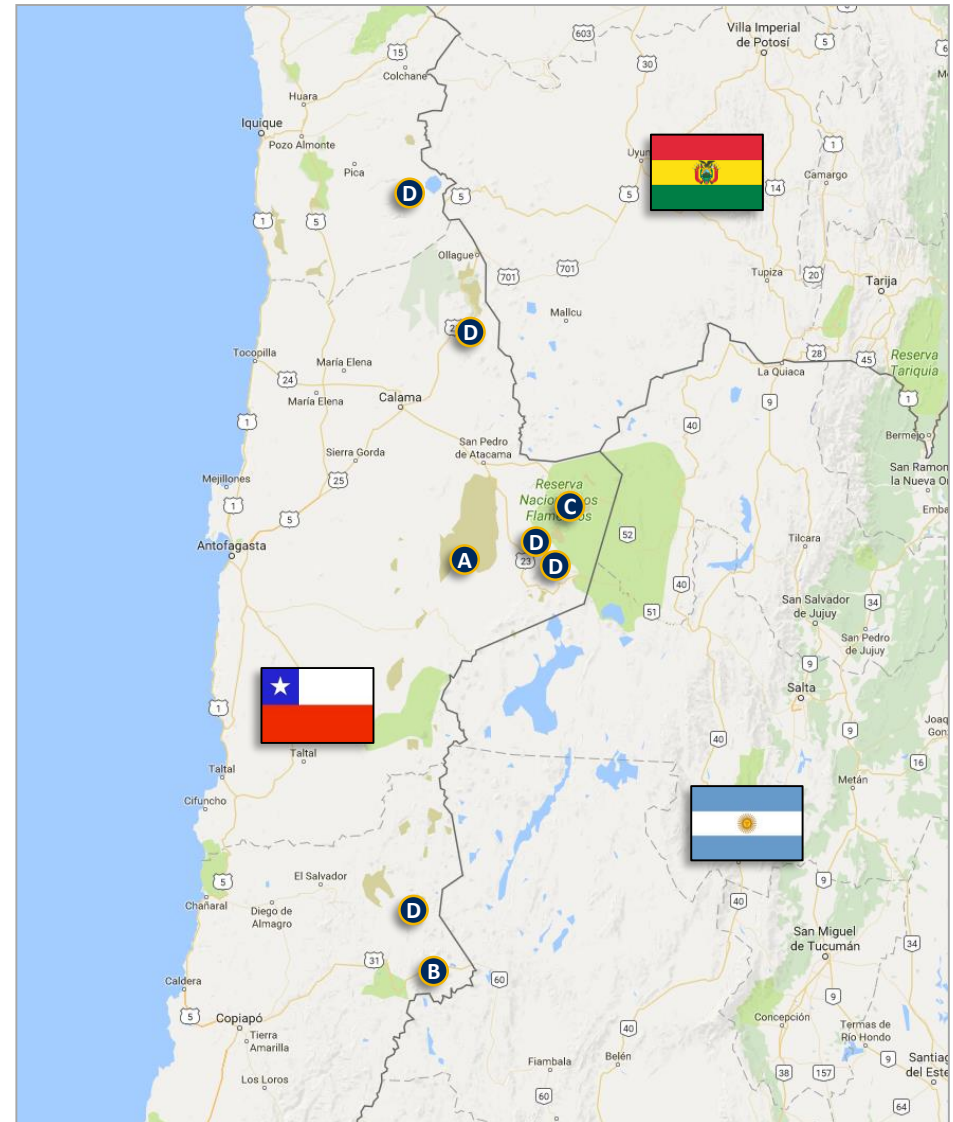 Villa Imperial
de Potosí
603
5
6
15
30
Colchane
Huara
Iquique
1
Pozo Almonte
Uyun
Pica
Camargo
D
5
5
14
1
5
Ollague
701
701
Tupiza
20
Tarija
Mallcu
D
Tocopilla
28
45
Reserva
Tariquia
María Elena
La Quiaca
24
María Elena
Calama
9
1
1
40
Bermejo
San Pedro
de Atacama
Sierra Gorda
San Ramon
la Nueva O
Mejillones
25
Reserva
C
1
5
52
Emba
Antofagasta
D
Tilcara
A
23
D
40
San Salvador
de Jujuy
34
51
San Pedro
de Jujuy
9
Salta
1
9
Joaq
Gon
40
Taltal
16
Taltal
Metán
Cifuncho
9
5
El Salvador
40
Chañaral
Diego de
Almagro
D
San Miguel
de Tucumán
34
31
B
60
Caldera
9
5
Copiapó
Concepción
Termas de
Río Hondo
Tierra
Amarilla
40
9
Fiambala
Belén
Santiag
del Este
Los Loros
38
157
60
64